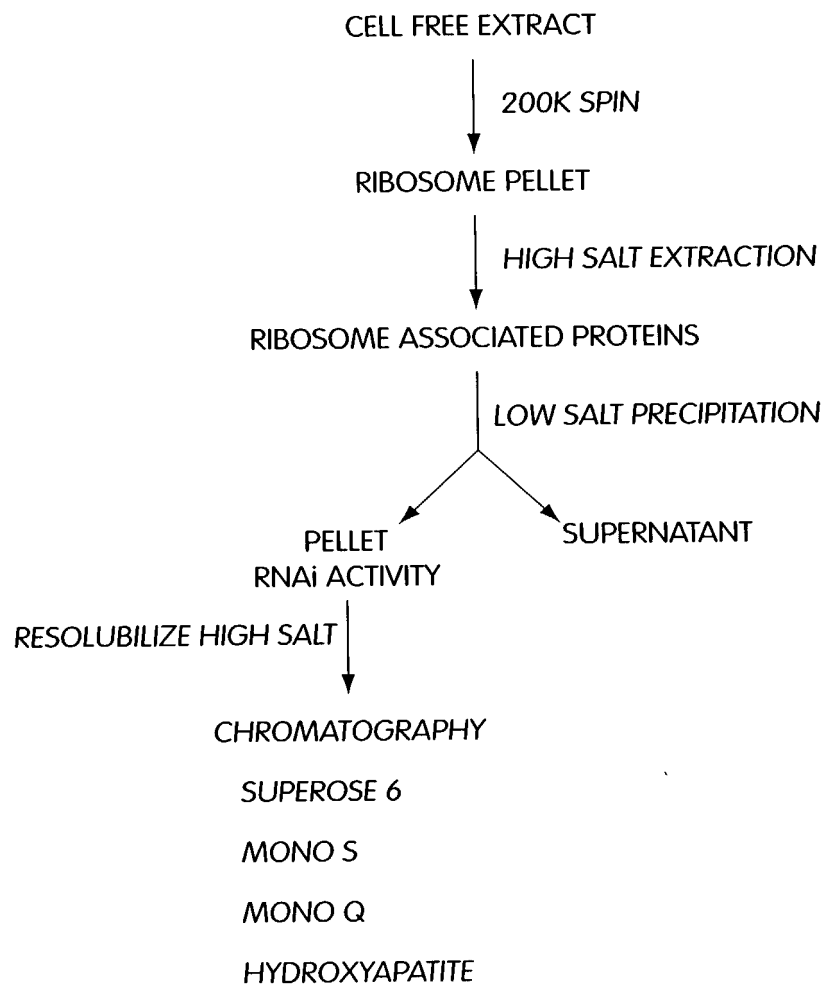 CELL FREE EXTRACT
200K SPIN
RIBOSOME PELLET
HIGH SALT EXTRACTION
RIBOSOME ASSOCIATED PROTEINS
LOW SALT PRECIPITATION
PELLET
RNAi ACTIVITY
SUPERNATANT
RESOLUBILIZE HIGH SALT
CHROMATOGRAPHY
SUPEROSE 6
MONO S
MONO Q
HYDROXYAPATITE